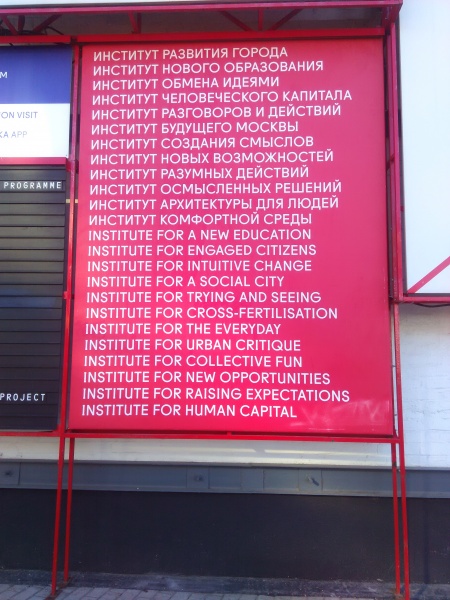 M
ON VISIT
KA APP
PROGRAMME
PROJECT
ИНСТИТУТ РАЗВИТИЯ ГОРОДА
ИНСТИТУТ НОВОГО ОБРАЗОВАНИЯ
ИНСТИТУТ ОБМЕНА ИДЕЯМИ
ИНСТИТУТ ЧЕЛОВЕЧЕСКОГО КАПИТАЛА
ИНСТИТУТ РАЗГОВОРОВ И ДЕЙСТВИЙ
ИНСТИТУТ БУДУЩЕГО МОСКВЫ
ИНСТИТУТ СОЗДАНИЯ СМЫСЛОВ
ИНСТИТУТ НОВЫХ ВОЗМОЖНОСТЕЙ
ИНСТИТУТ РАЗУМНЫХ ДЕЙСТВИЙ
ИНСТИТУТ ОСМЫСЛЕННЫХ РЕШЕНИЙ
ИНСТИТУТ АРХИТЕКТУРЫ ДЛЯ ЛЮДЕЙ
ИНСТИТУТ КОМФОРТНОЙ СРЕДЫ
INSTITUTE FOR A NEW EDUCATION
INSTITUTE FOR ENGAGED CITIZENS
INSTITUTE FOR INTUITIVE CHANGE
INSTITUTE FOR A SOCIAL CITY
INSTITUTE FOR TRYING AND SEEING
INSTITUTE FOR CROSS-FERTILISATION
INSTITUTE FOR THE EVERYDAY
INSTITUTE FOR URBAN CRITIQUE
INSTITUTE FOR COLLECTIVE FUN
INSTITUTE FOR NEW OPPORTUNITIES
INSTITUTE FOR RAISING EXPECTATIONS
INSTITUTE FOR HUMAN CAPITAL